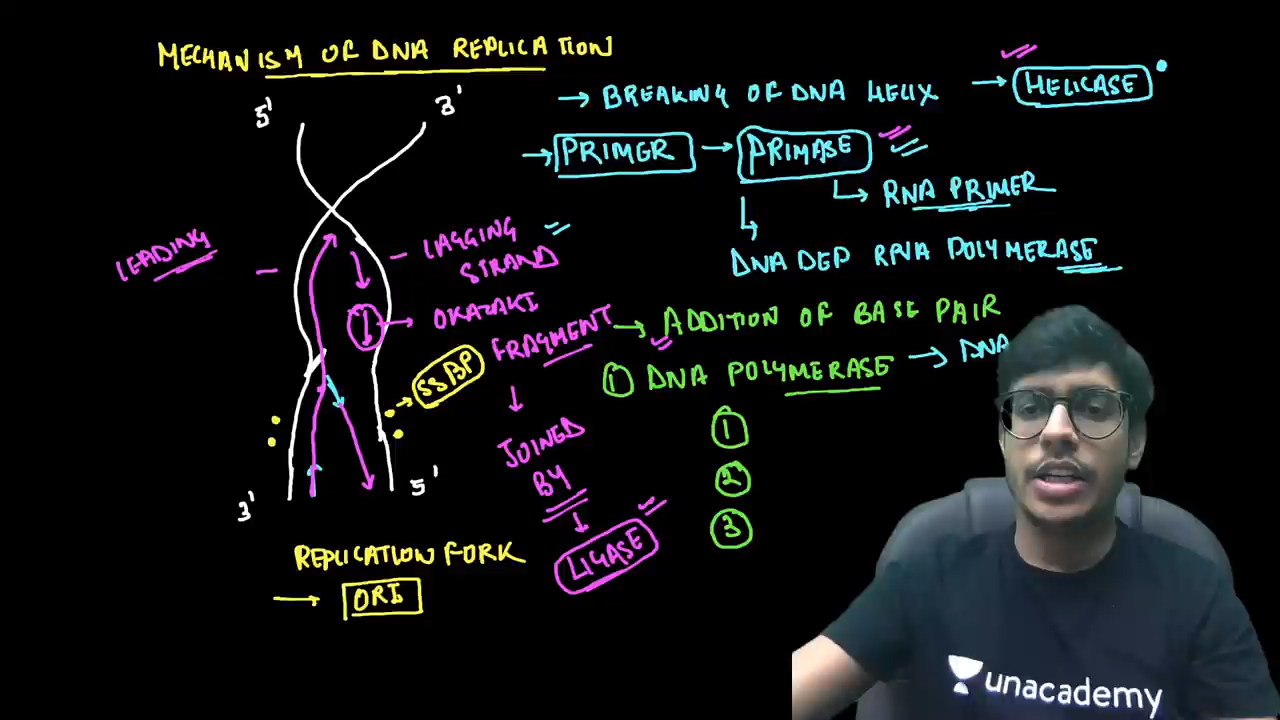 MECHANISM OF DNA REPLICATION
5' 3'
→ BREAKING OF DNA HELIX → HELICASE
→ PRIMER → PRIMASE
RNA PRIMER
DNA DEP RNA POLYMERASE
LEADING
LAGGING
STRAND
OKAZAKI
FRAGMENT
→ ADDITION OF BASE PAIR
① DNA POLYMERASE → DNA
①
②
③
SSBP
JOINED
BY
LIGASE
3' 5'
REPLICATION FORK
→ ORI
unacademy